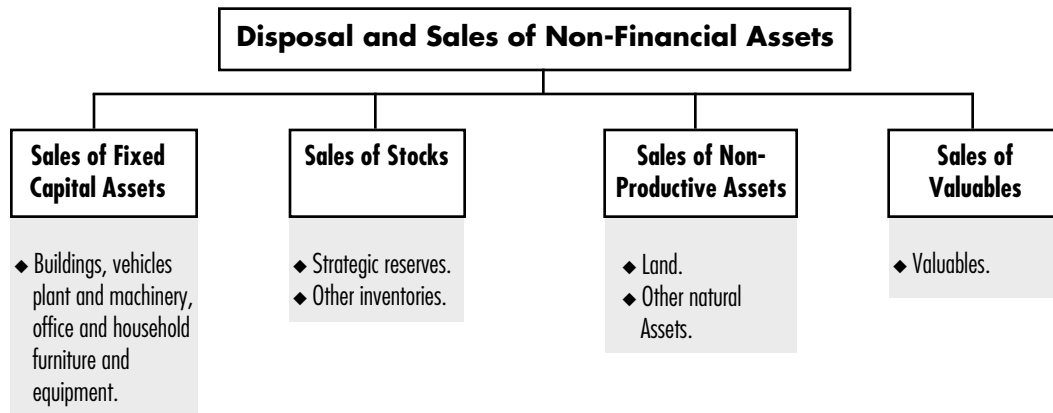 Disposal and Sales of Non-Financial Assets
Sales of Fixed
Capital Assets
◆ Buildings, vehicles
plant and machinery,
office and household
furniture and
equipment.
Sales of Stocks
◆ Strategic reserves.
◆ Other inventories.
Sales of Non-
Productive Assets
◆ Land.
◆ Other natural
Assets.
Sales of
Valuables
◆ Valuables.